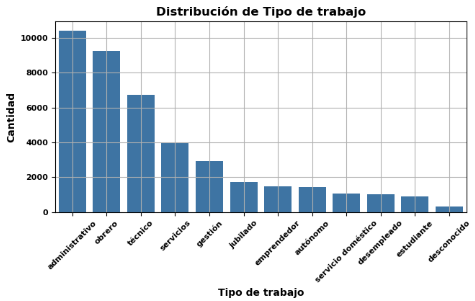 Distribución de Tipo de trabajo
Cantidad
10000
8000
6000
4000
2000
0
administrativo
obrero
técnico
servicios
gestión
jubilado
emprendedor
autónomo
servicio doméstico
desempleado
estudiante
desconocido
Tipo de trabajo